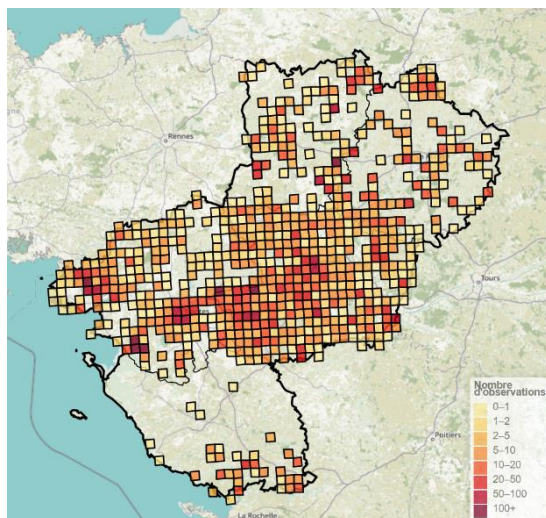 Rennes
Tours
Poitiers
La Rochelle
Nombre
d'observations
0–1
1–2
2–5
5–10
10–20
20–50
50–100
100+